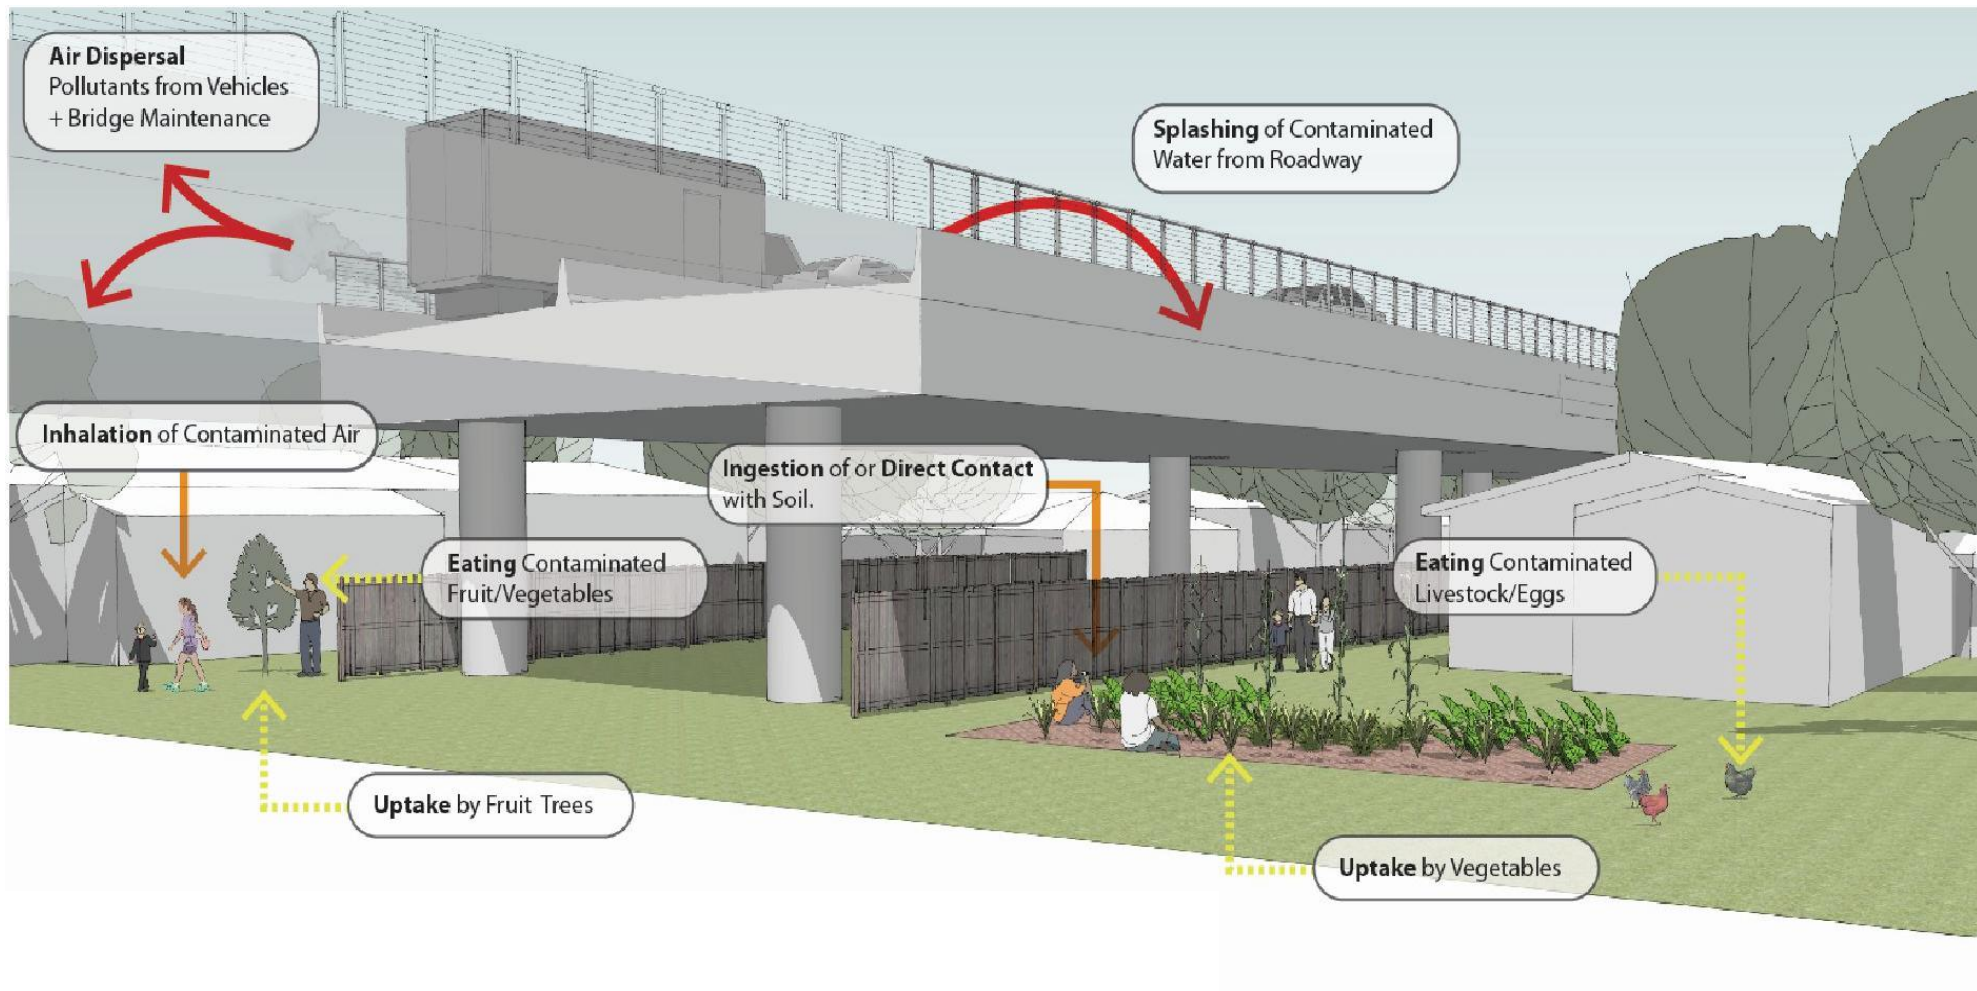 Air Dispersal
Pollutants from Vehicles
+ Bridge Maintenance
Splashing of Contaminated
Water from Roadway
Inhalation of Contaminated Air
Ingestion of or Direct Contact
with Soil.
Eating Contaminated
Fruit/Vegetables
Eating Contaminated
Livestock/Eggs
Uptake by Fruit Trees
Uptake by Vegetables